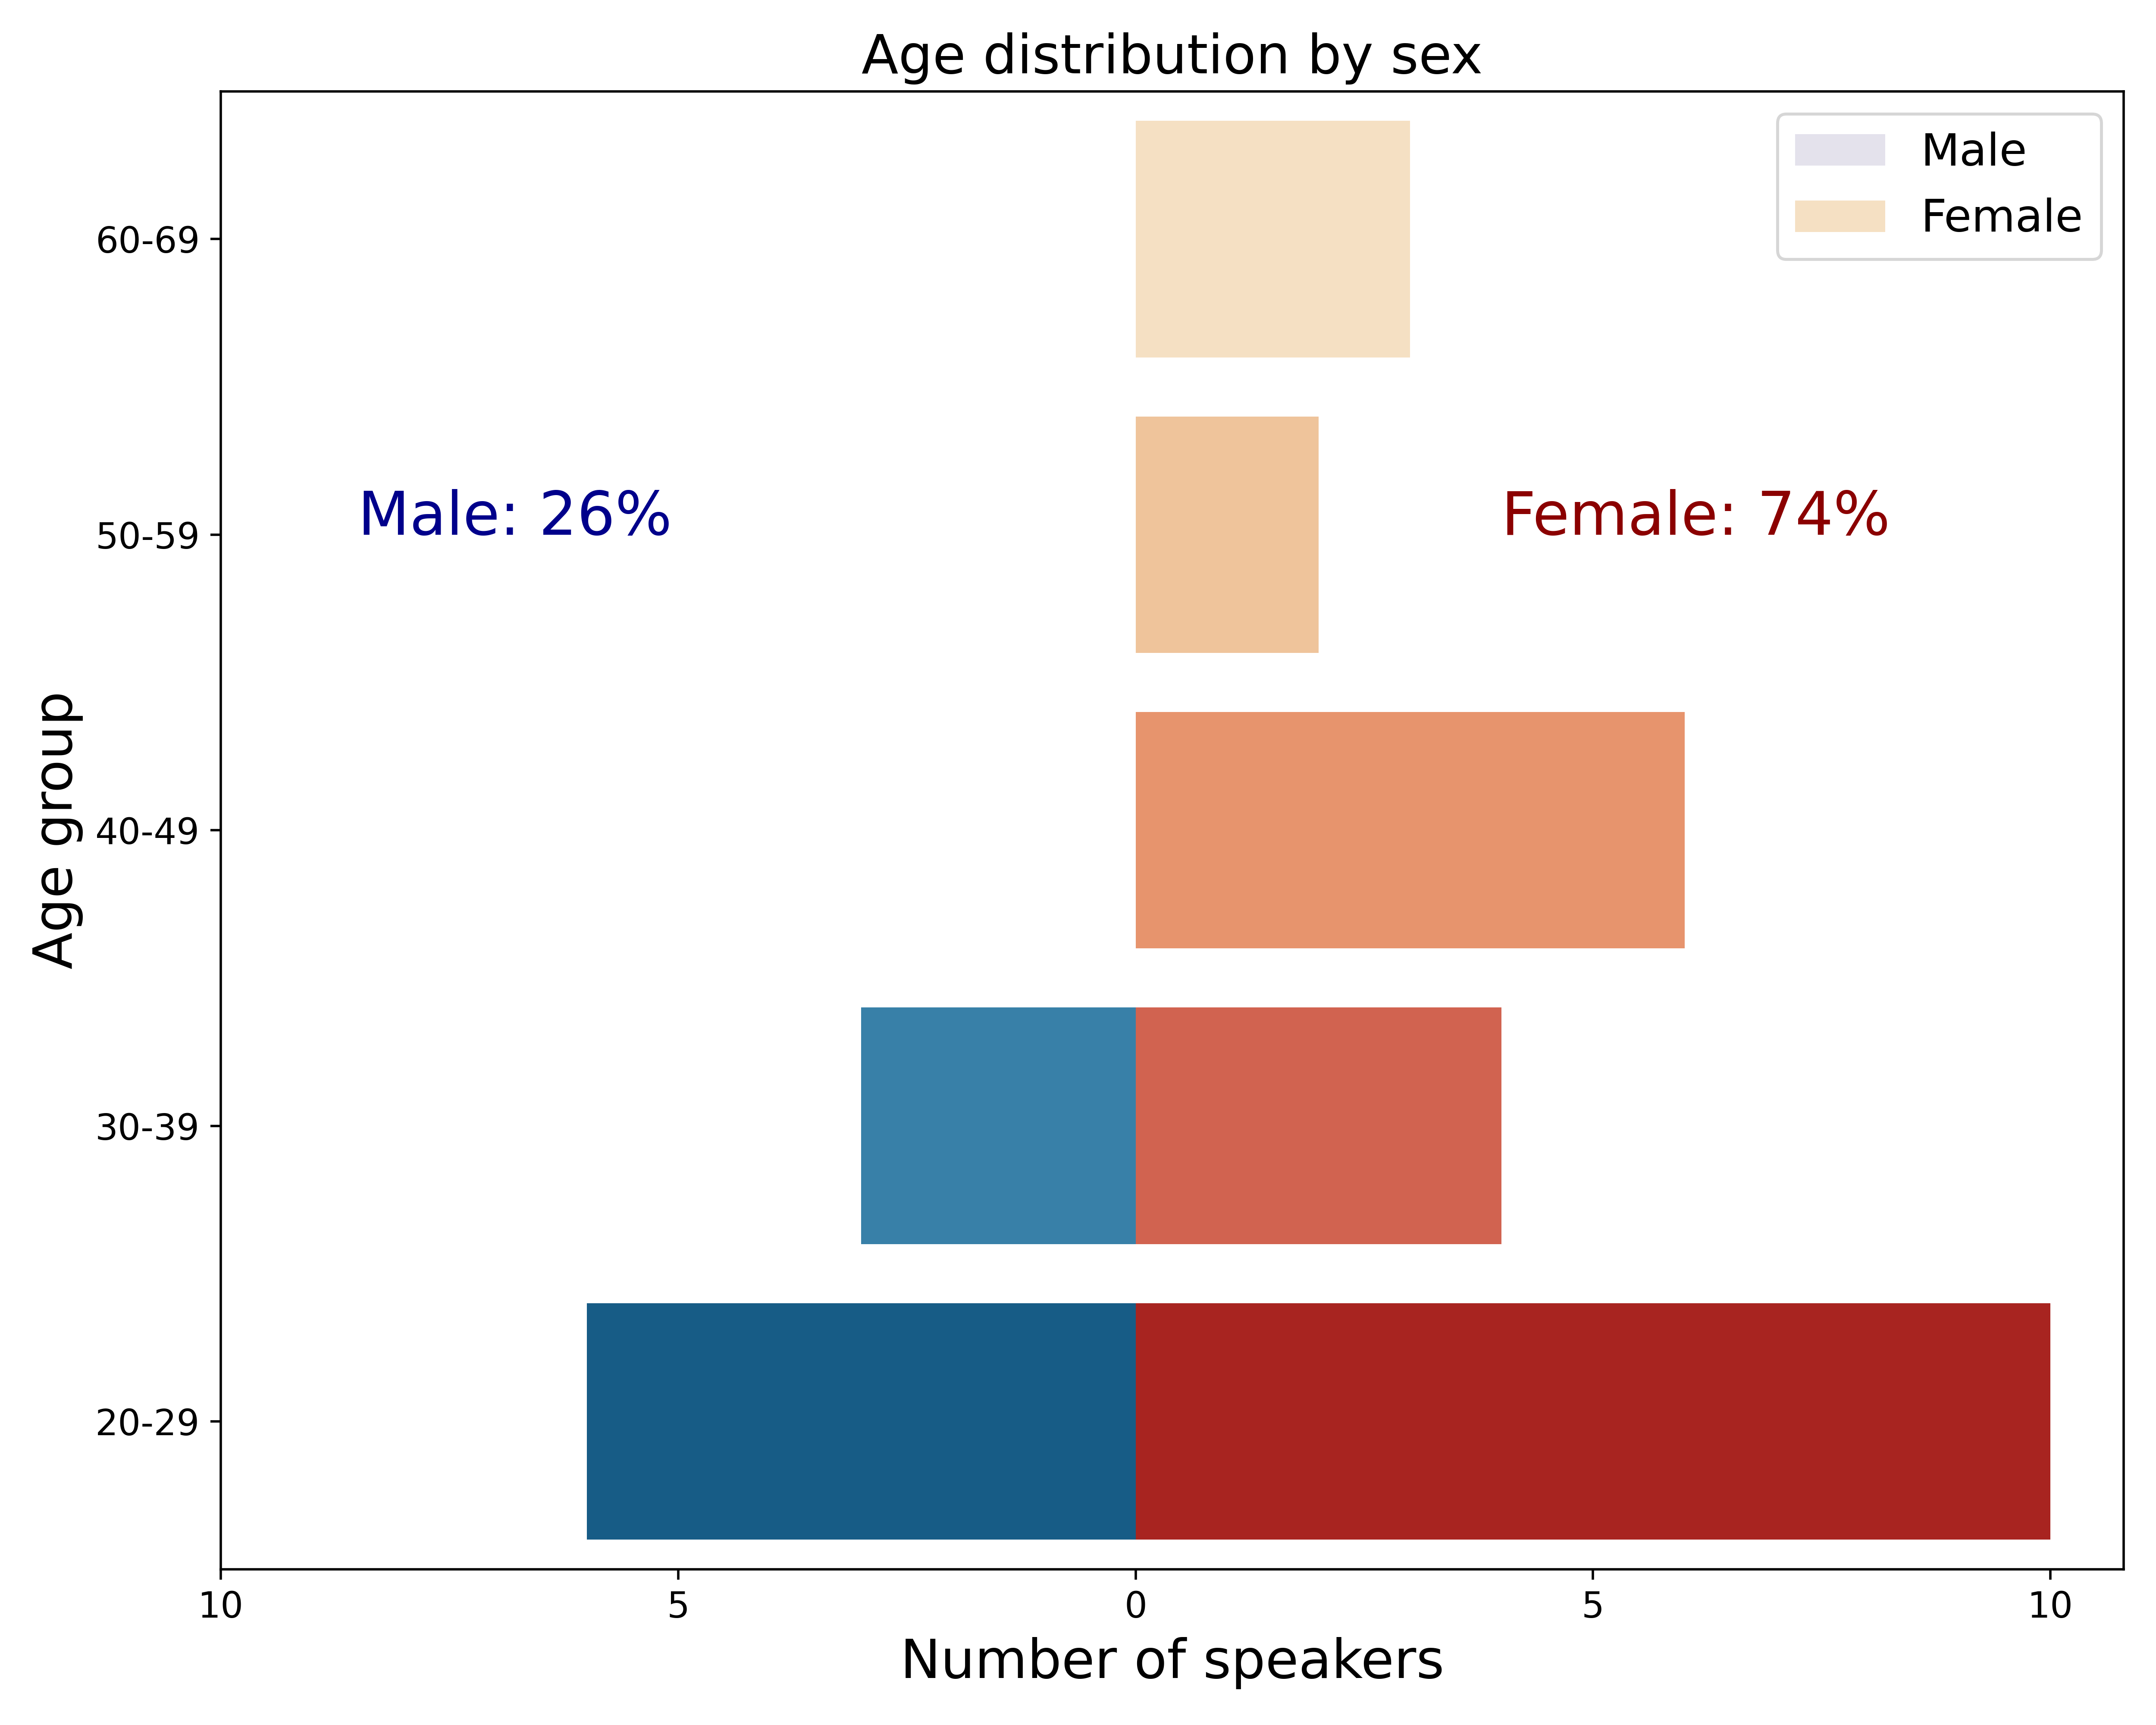 Age distribution by sex
Male
Female
60-69
50-59
40-49
30-39
20-29
Male: 26%
Female: 74%
Age group
10
5
0
5
10
Number of speakers